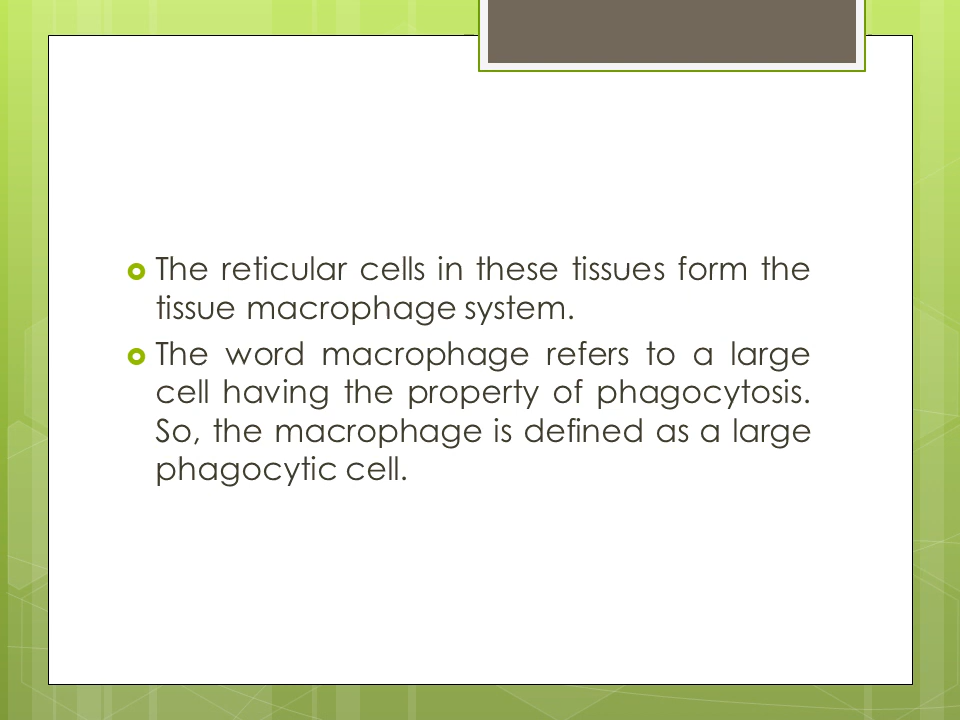 The reticular cells in these tissues form the
tissue macrophage system.
The word macrophage refers to a large
cell having the property of phagocytosis.
So, the macrophage is defined as a large
phagocytic cell.